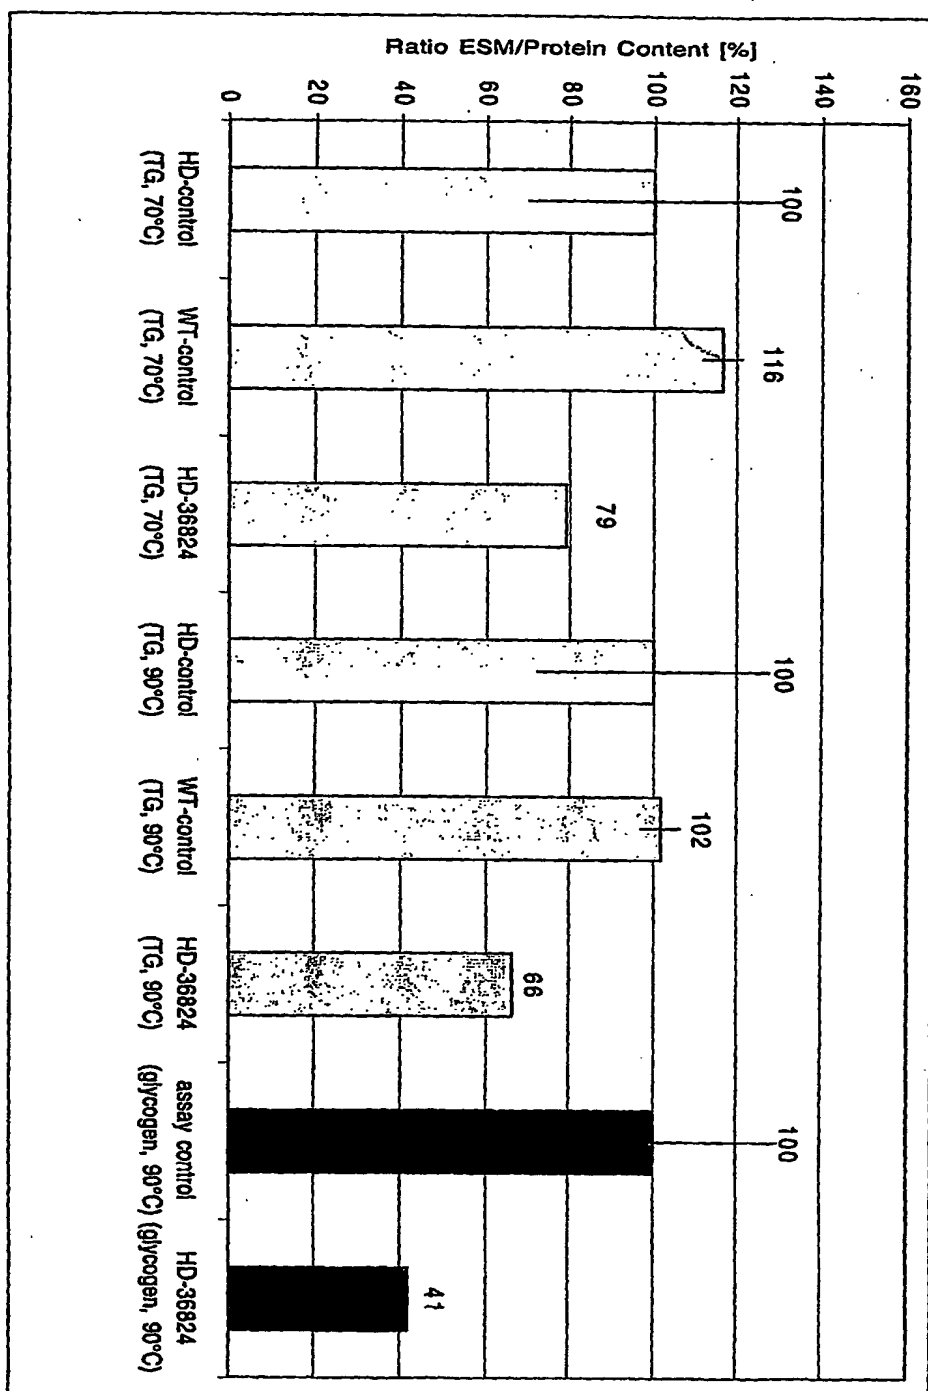 Ratio ESM/Protein Content [%]
160
140
120
100
80
60
40
20
0
100
116
79
100
102
66
100
41
HD-control
(TG, 70°C)
WT-control
(TG, 70°C)
HD-36824
(TG, 70°C)
HD-control
(TG, 90°C)
WT-control
(TG, 90°C)
HD-36824
(TG, 90°C)
assay control
(glycogen, 90°C)
HD-36824
(glycogen, 90°C)